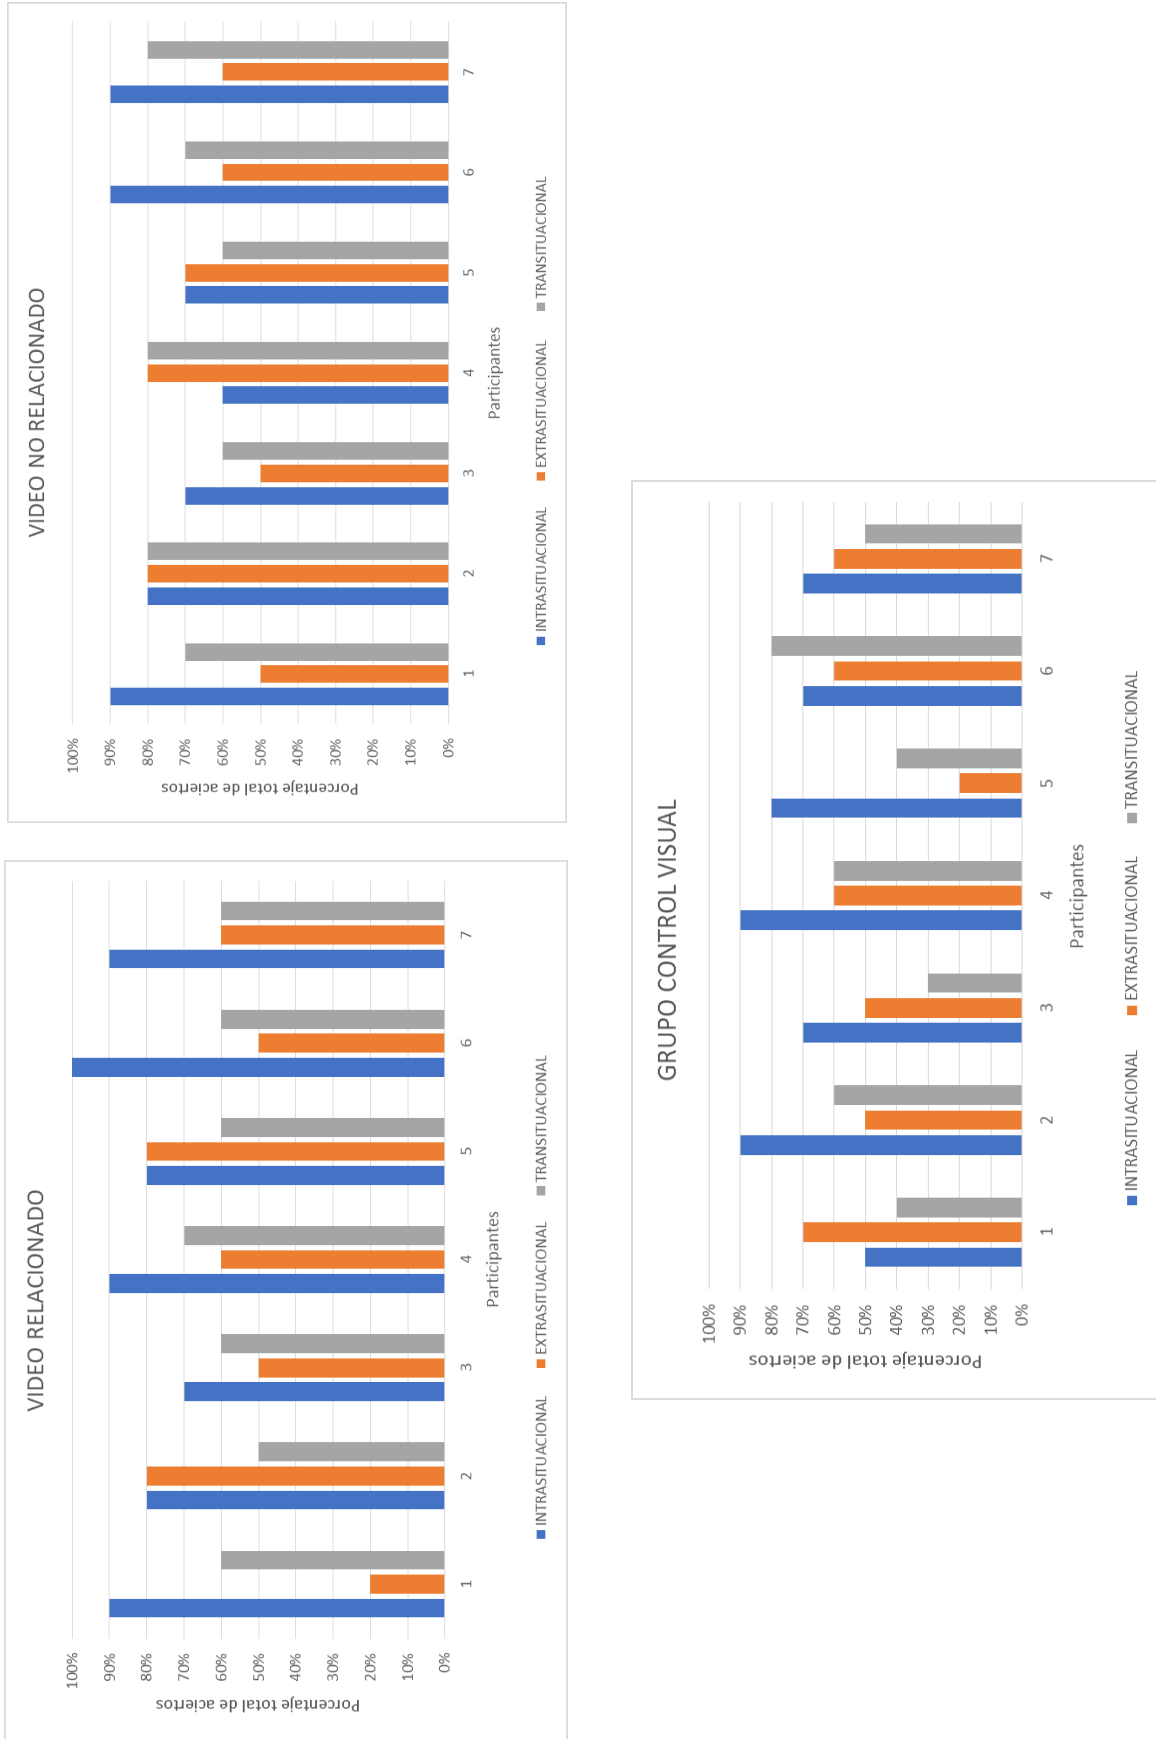 VIDEO RELACIONADO
Porcentaje total de aciertos
100%
90%
80%
70%
60%
50%
40%
30%
20%
10%
0%
1 2 3 4 5 6 7
Participantes
INTRASITUACIONAL EXTRASITUACIONAL TRANSITUACIONAL
VIDEO NO RELACIONADO
Porcentaje total de aciertos
100%
90%
80%
70%
60%
50%
40%
30%
20%
10%
0%
1 2 3 4 5 6 7
Participantes
INTRASITUACIONAL EXTRASITUACIONAL TRANSITUACIONAL
GRUPO CONTROL VISUAL
Porcentaje total de aciertos
100%
90%
80%
70%
60%
50%
40%
30%
20%
10%
0%
1 2 3 4 5 6 7
Participantes
INTRASITUACIONAL EXTRASITUACIONAL TRANSITUACIONAL